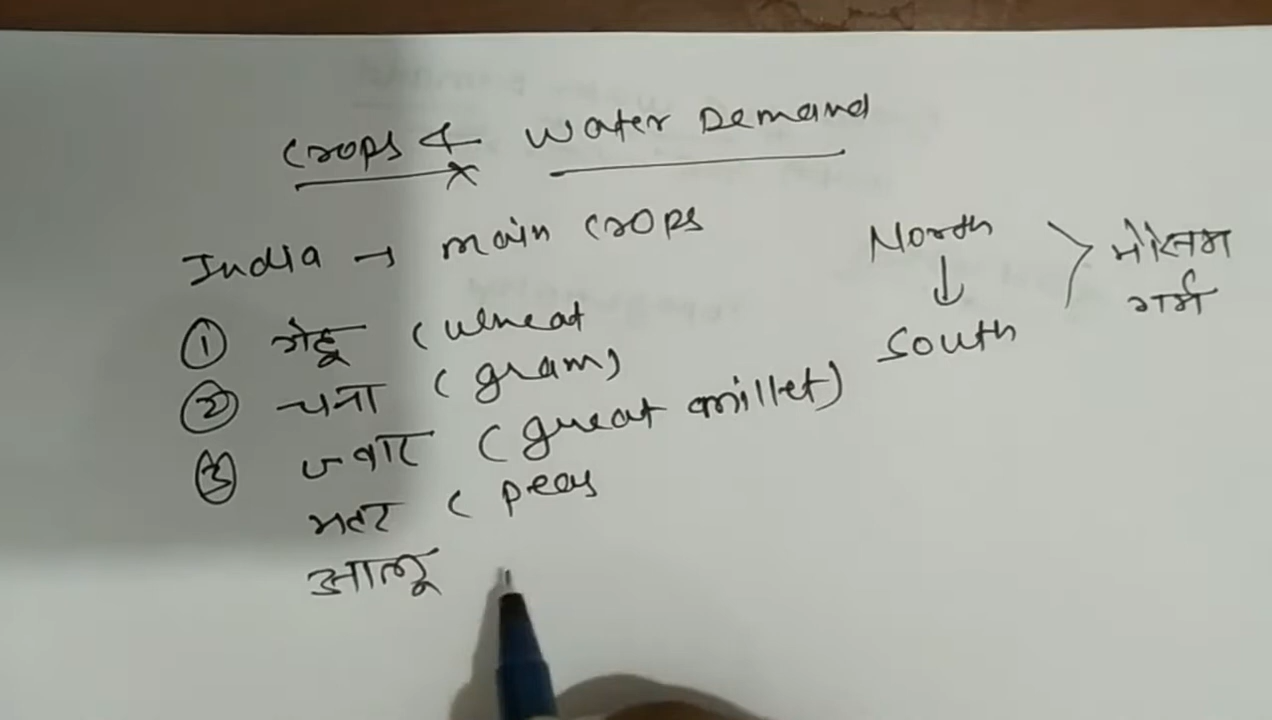 Crops & Water Demand
India → main crops
① गेहू (wheat
② चना (gram)
③ ज्वार (great millet)
मटर (peas
आलू
North
↓
South
मौसम
गर्म